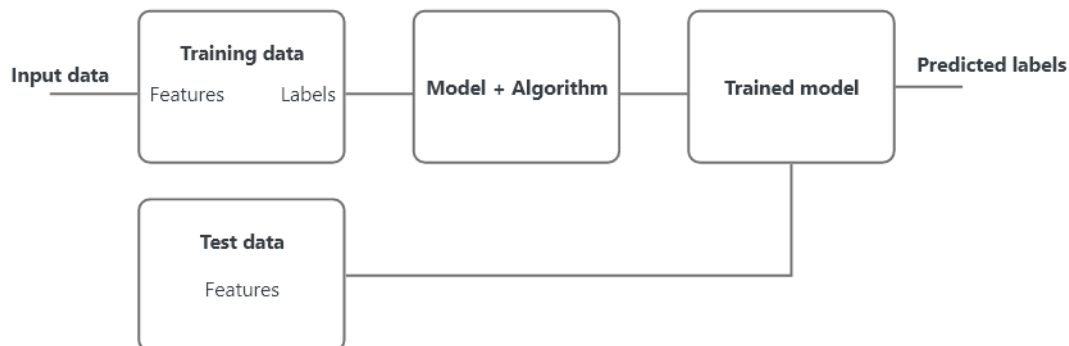 Input data
Training data
Features
Labels
Model + Algorithm
Trained model
Predicted labels
Test data
Features